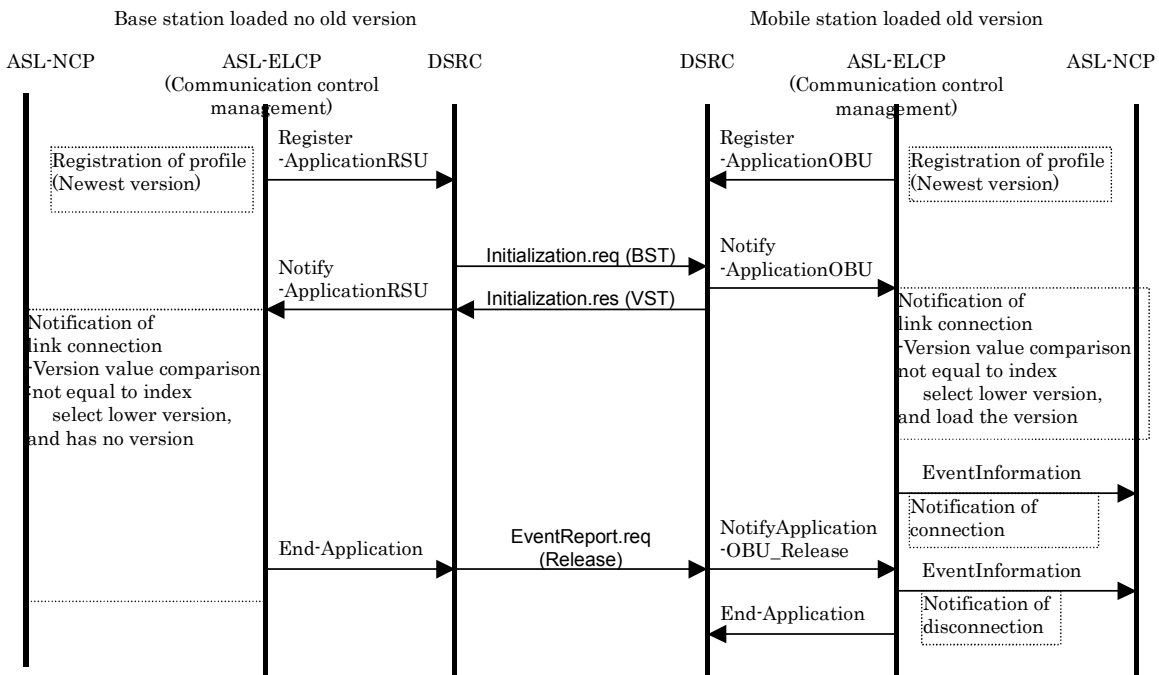 Base station loaded no old version
Mobile station loaded old version
ASL-NCP
ASL-ELCP
(Communication control
management)
DSRC
DSRC
ASL-ELCP
(Communication control
management)
ASL-NCP
Register
-ApplicationRSU
Registration of profile
(Newest version)
Register
-ApplicationOBU
Registration of profile
(Newest version)
Initialization.req (BST)
Notify
-ApplicationOBU
Notify
-ApplicationRSU
Initialization.res (VST)
Notification of
link connection
-Version value comparison
:not equal to index
select lower version,
and has no version
Notification of
link connection
-Version value comparison
not equal to index
select lower version,
and load the version
EventInformation
Notification of
connection
End-Application
EventReport.req
(Release)
NotifyApplication
-OBU_Release
EventInformation
Notification of
disconnection
End-Application